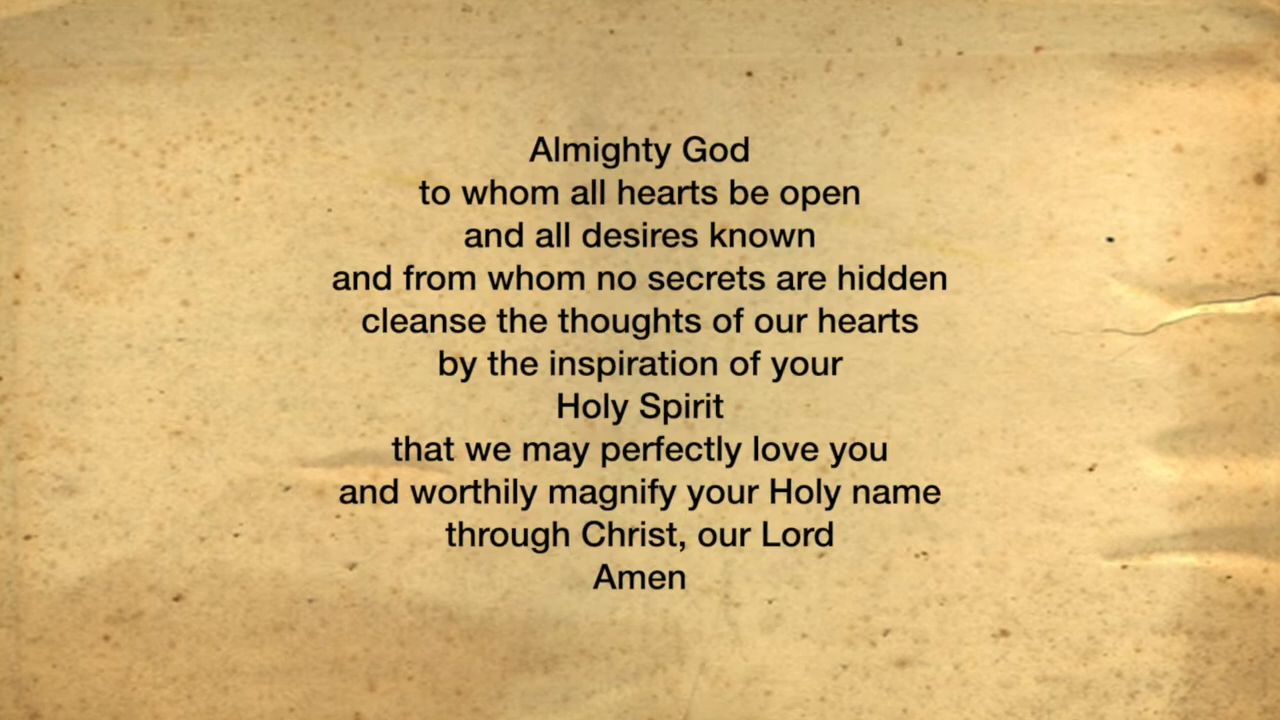 Almighty God
to whom all hearts be open
and all desires known
and from whom no secrets are hidden
cleanse the thoughts of our hearts
by the inspiration of your
Holy Spirit
that we may perfectly love you
and worthily magnify your Holy name
through Christ, our Lord
Amen